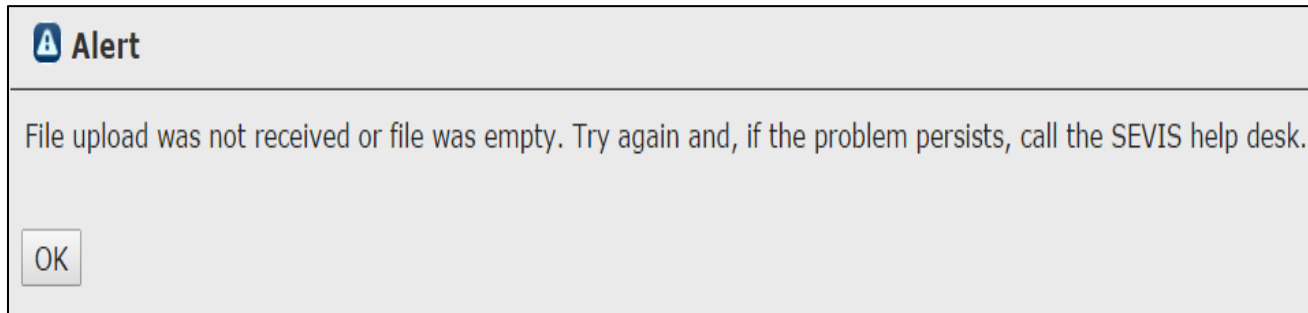 Alert
File upload was not received or file was empty. Try again and, if the problem persists, call the SEVIS help desk.
OK